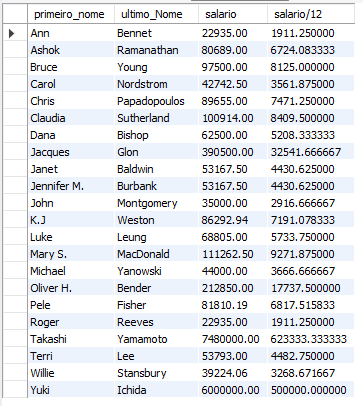 primeiro_nome ultimo_Nome salario salario/12
Ann Bennet 22935.00 1911.250000
Ashok Ramanathan 80689.00 6724.083333
Bruce Young 97500.00 8125.000000
Carol Nordstrom 42742.50 3561.875000
Chris Papadopoulos 89655.00 7471.250000
Claudia Sutherland 100914.00 8409.500000
Dana Bishop 62500.00 5208.333333
Jacques Glon 390500.00 32541.666667
Janet Baldwin 53167.50 4430.625000
Jennifer M. Burbank 53167.50 4430.625000
John Montgomery 35000.00 2916.666667
K.J Weston 86292.94 7191.078333
Luke Leung 68805.00 5733.750000
Mary S. MacDonald 111262.50 9271.875000
Michael Yanowski 44000.00 3666.666667
Oliver H. Bender 212850.00 17737.500000
Pele Fisher 81810.19 6817.515833
Roger Reeves 22935.00 1911.250000
Takashi Yamamoto 7480000.00 623333.333333
Terri Lee 53793.00 4482.750000
Willie Stansbury 39224.06 3268.671667
Yuki Ichida 6000000.00 500000.000000